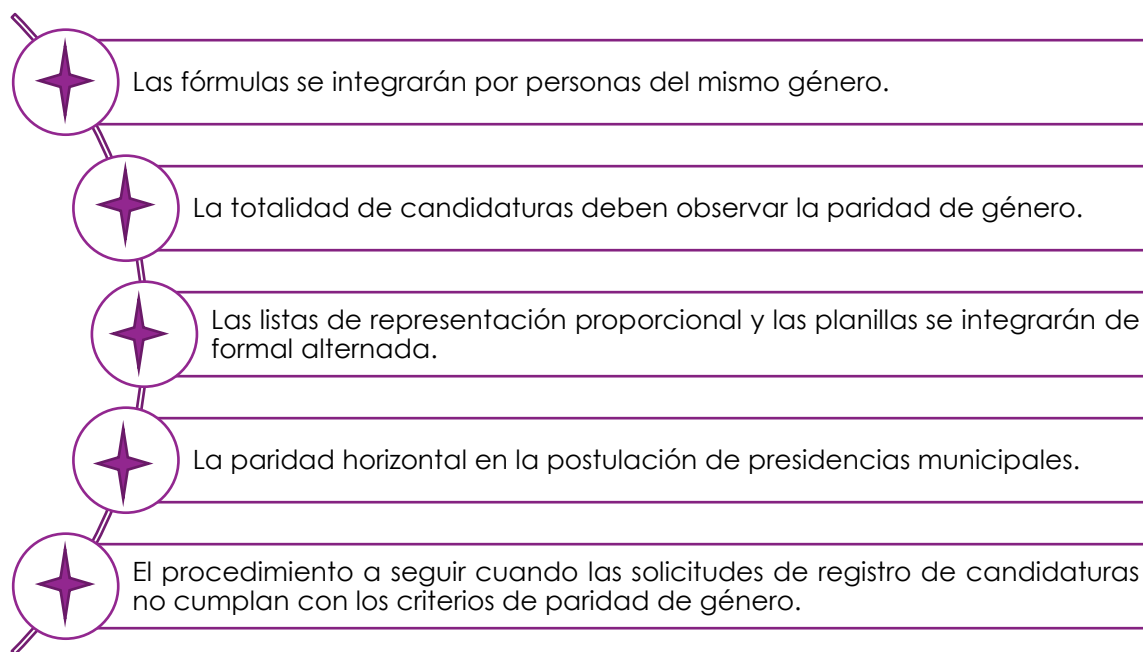 Las fórmulas se integrarán por personas del mismo género.
La totalidad de candidaturas deben observar la paridad de género.
Las listas de representación proporcional y las planillas se integrarán de
formal alternada.
La paridad horizontal en la postulación de presidencias municipales.
El procedimiento a seguir cuando las solicitudes de registro de candidaturas
no cumplan con los criterios de paridad de género.